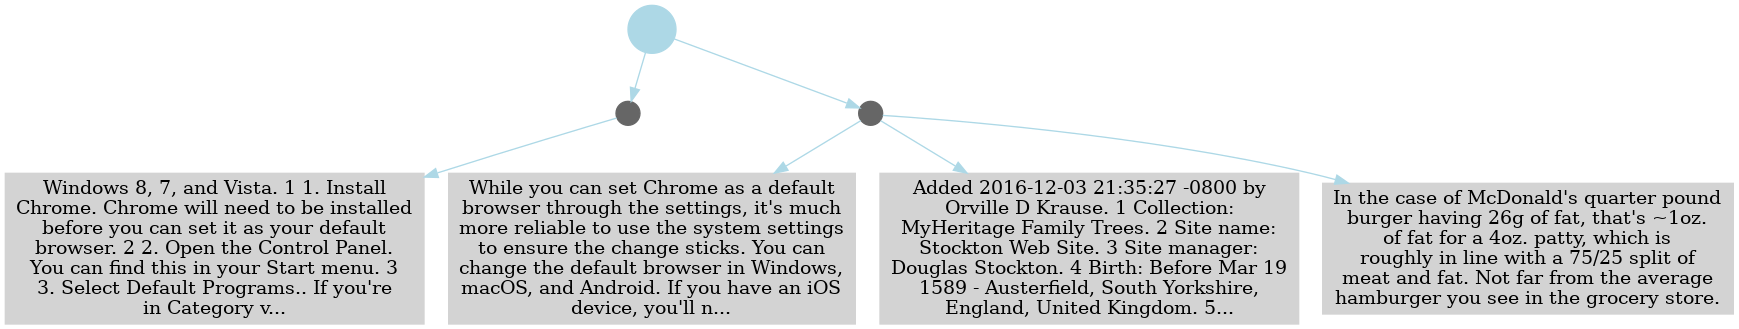 Windows 8, 7, and Vista. 1 1. Install
Chrome. Chrome will need to be installed
before you can set it as your default
browser. 2 2. Open the Control Panel.
You can find this in your Start menu. 3
3. Select Default Programs.. If you're
in Category v...
While you can set Chrome as a default
browser through the settings, it's much
more reliable to use the system settings
to ensure the change sticks. You can
change the default browser in Windows,
macOS, and Android. If you have an iOS
device, you'll n...
Added 2016-12-03 21:35:27 -0800 by
Orville D Krause. 1 Collection:
MyHeritage Family Trees. 2 Site name:
Stockton Web Site. 3 Site manager:
Douglas Stockton. 4 Birth: Before Mar 19
1589 - Austerfield, South Yorkshire,
England, United Kingdom. 5...
In the case of McDonald's quarter pound
burger having 26g of fat, that's ~1oz.
of fat for a 4oz. patty, which is
roughly in line with a 75/25 split of
meat and fat. Not far from the average
hamburger you see in the grocery store.